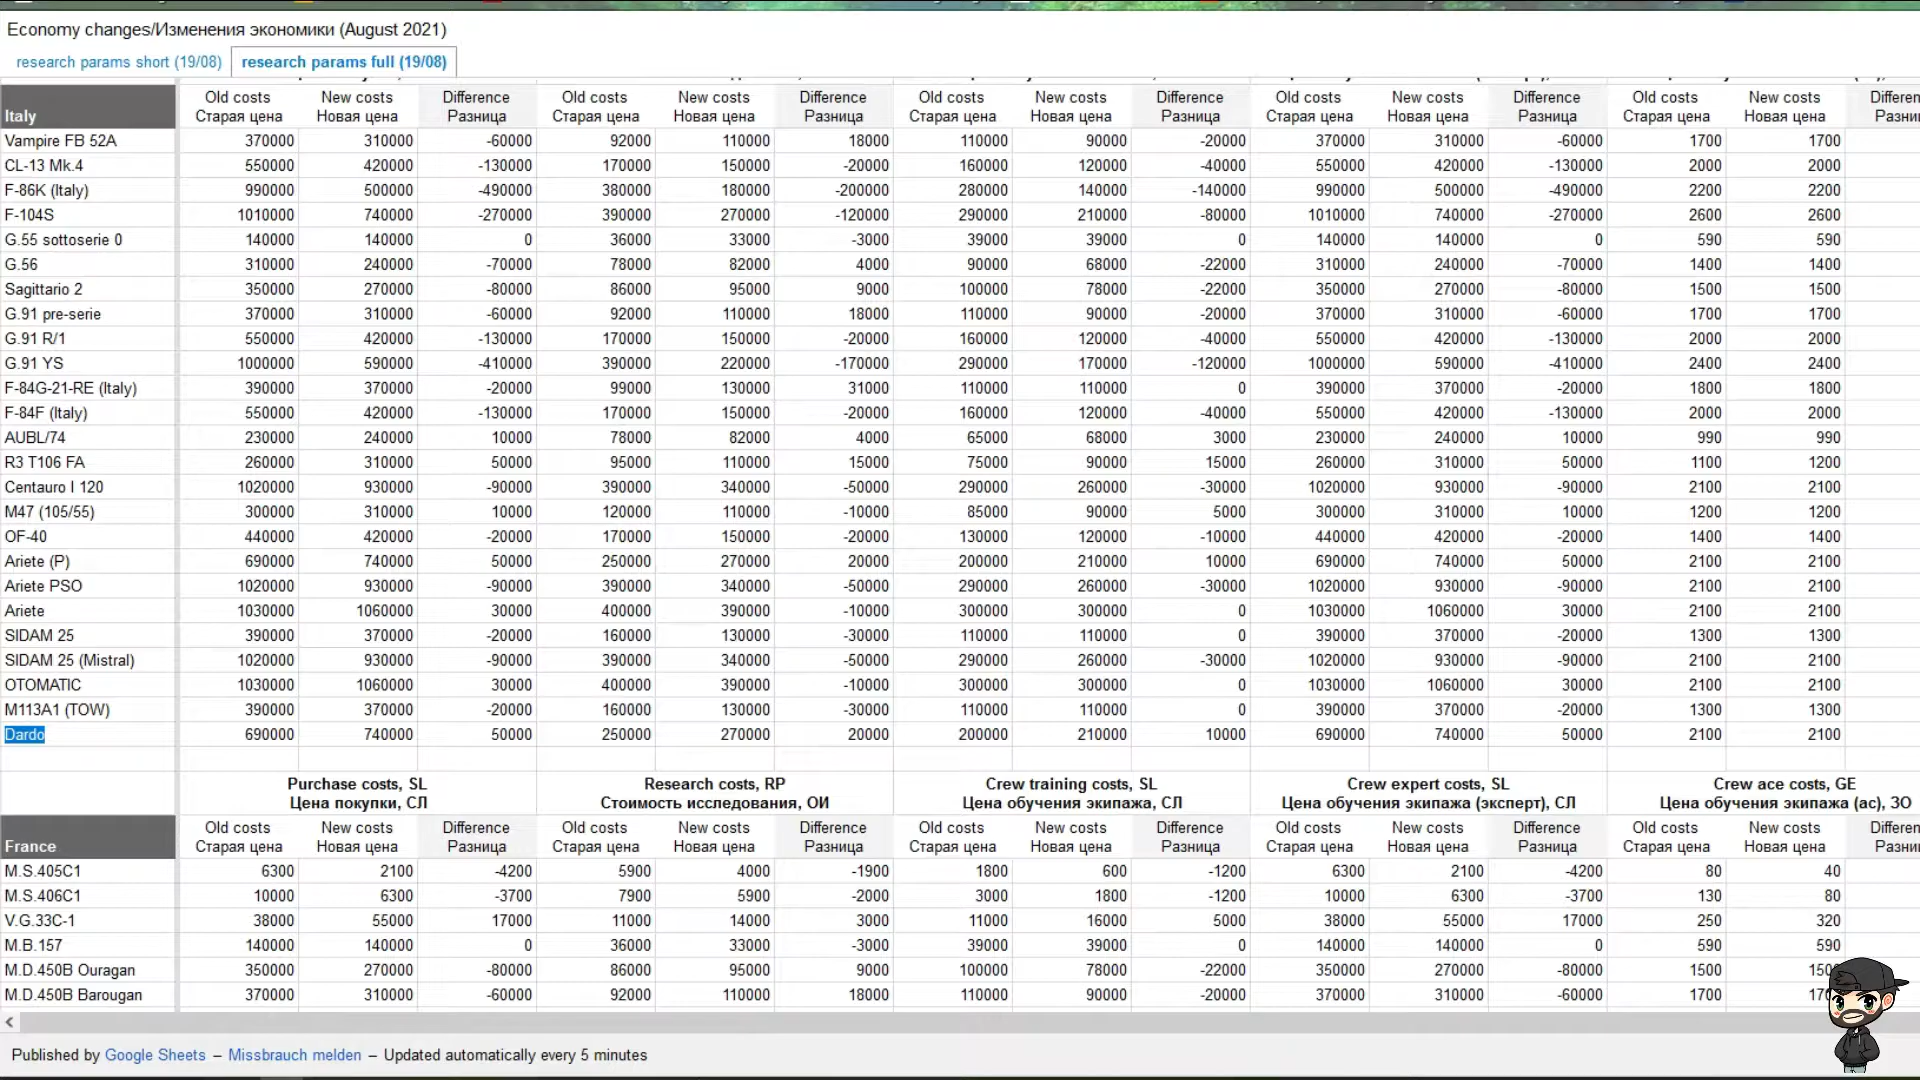 Economy changes/Изменения экономики (August 2021)
research params short (19/08) research params full (19/08)
Italy Old costs New costs Difference Old costs New costs Difference Old costs New costs Difference Old costs New costs Difference Old costs New costs
Старая цена Новая цена Разница Старая цена Новая цена Разница Старая цена Новая цена Разница Старая цена Новая цена Разница Старая цена Новая цена
Vampire FB 52A 370000 310000 -60000 92000 110000 18000 110000 90000 -20000 370000 310000 -60000 1700 1700
CL-13 Mk.4 550000 420000 -130000 170000 150000 -20000 160000 120000 -40000 550000 420000 -130000 2000 2000
F-86K (Italy) 990000 500000 -490000 380000 180000 -200000 280000 140000 -140000 990000 500000 -490000 2200 2200
F-104S 1010000 740000 -270000 390000 270000 -120000 290000 210000 -80000 1010000 740000 -270000 2600 2600
G.55 sottoserie 0 140000 140000 0 36000 33000 -3000 39000 39000 0 140000 140000 0 590 590
G.56 310000 240000 -70000 78000 82000 4000 90000 68000 -22000 310000 240000 -70000 1400 1400
Sagittario 2 350000 270000 -80000 86000 95000 9000 100000 78000 -22000 350000 270000 -80000 1500 1500
G.91 pre-serie 370000 310000 -60000 92000 110000 18000 110000 90000 -20000 370000 310000 -60000 1700 1700
G.91 R/1 550000 420000 -130000 170000 150000 -20000 160000 120000 -40000 550000 420000 -130000 2000 2000
G.91 YS 1000000 590000 -410000 390000 220000 -170000 290000 170000 -120000 1000000 590000 -410000 2400 2400
F-84G-21-RE (Italy) 390000 370000 -20000 99000 130000 31000 110000 110000 0 390000 370000 -20000 1800 1800
F-84F (Italy) 550000 420000 -130000 170000 150000 -20000 160000 120000 -40000 550000 420000 -130000 2000 2000
AUBL/74 230000 240000 10000 78000 82000 4000 65000 68000 3000 230000 240000 10000 990 990
R3 T106 FA 260000 310000 50000 95000 110000 15000 75000 90000 15000 260000 310000 50000 1100 1200
Centauro I 120 1020000 930000 -90000 390000 340000 -50000 290000 260000 -30000 1020000 930000 -90000 2100 2100
M47 (105/55) 300000 310000 10000 120000 110000 -10000 85000 90000 5000 300000 310000 10000 1200 1200
OF-40 440000 420000 -20000 170000 150000 -20000 130000 120000 -10000 440000 420000 -20000 1400 1400
Ariete (P) 690000 740000 50000 250000 270000 20000 200000 210000 10000 690000 740000 50000 2100 2100
Ariete PSO 1020000 930000 -90000 390000 340000 -50000 290000 260000 -30000 1020000 930000 -90000 2100 2100
Ariete 1030000 1060000 30000 400000 390000 -10000 300000 300000 0 1030000 1060000 30000 2100 2100
SIDAM 25 390000 370000 -20000 160000 130000 -30000 110000 110000 0 390000 370000 -20000 1300 1300
SIDAM 25 (Mistral) 1020000 930000 -90000 390000 340000 -50000 290000 260000 -30000 1020000 930000 -90000 2100 2100
OTOMATIC 1030000 1060000 30000 400000 390000 -10000 300000 300000 0 1030000 1060000 30000 2100 2100
M113A1 (TOW) 390000 370000 -20000 160000 130000 -30000 110000 110000 0 390000 370000 -20000 1300 1300
Dardo 690000 740000 50000 250000 270000 20000 200000 210000 10000 690000 740000 50000 2100 2100
Purchase costs, SL Research costs, RP Crew training costs, SL Crew expert costs, SL Crew ace costs, GE
Цена покупки, СЛ Стоимость исследования, ОИ Цена обучения экипажа, СЛ Цена обучения экипажа (эксперт), СЛ Цена обучения экипажа (ас), ЗО
France Old costs New costs Difference Old costs New costs Difference Old costs New costs Difference Old costs New costs Difference Old costs New costs
Старая цена Новая цена Разница Старая цена Новая цена Разница Старая цена Новая цена Разница Старая цена Новая цена Разница Старая цена Новая цена
M.S.405C1 6300 2100 -4200 5900 4000 -1900 1800 600 -1200 6300 2100 -4200 80 40
M.S.406C1 10000 6300 -3700 7900 5900 -2000 3000 1800 -1200 10000 6300 -3700 130 80
V.G.33C-1 38000 55000 17000 11000 14000 3000 11000 16000 5000 38000 55000 17000 250 320
M.B.157 140000 140000 0 36000 33000 -3000 39000 39000 0 140000 140000 0 590 590
M.D.450B Ouragan 350000 270000 -80000 86000 95000 9000 100000 78000 -22000 350000 270000 -80000 1500
M.D.450B Barougan 370000 310000 -60000 92000 110000 18000 110000 90000 -20000 370000 310000 -60000 1700
Published by Google Sheets – Missbrauch melden – Updated automatically every 5 minutes